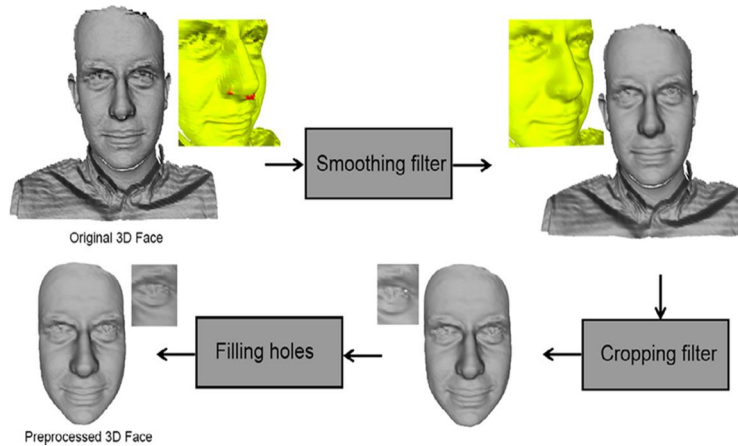 Smoothing filter
Original 3D Face
Filling holes
Cropping filter
Preprocessed 3D Face